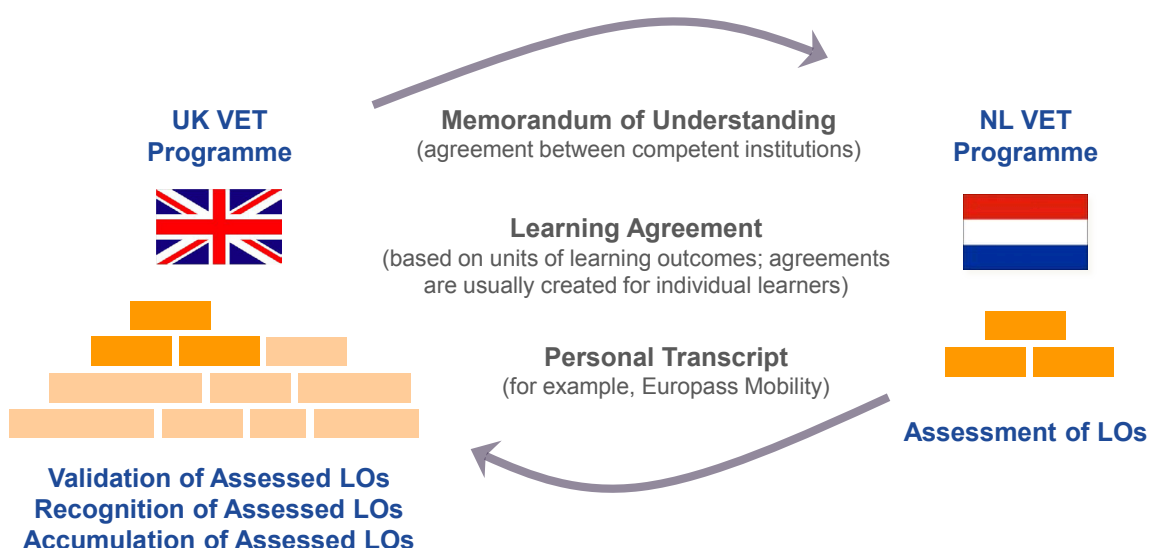 UK VET
Programme
Memorandum of Understanding
(agreement between competent institutions)
NL VET
Programme
Learning Agreement
(based on units of learning outcomes; agreements
are usually created for individual learners)
Personal Transcript
(for example, Europass Mobility)
Assessment of LOs
Validation of Assessed LOs
Recognition of Assessed LOs
Accumulation of Assessed LOs